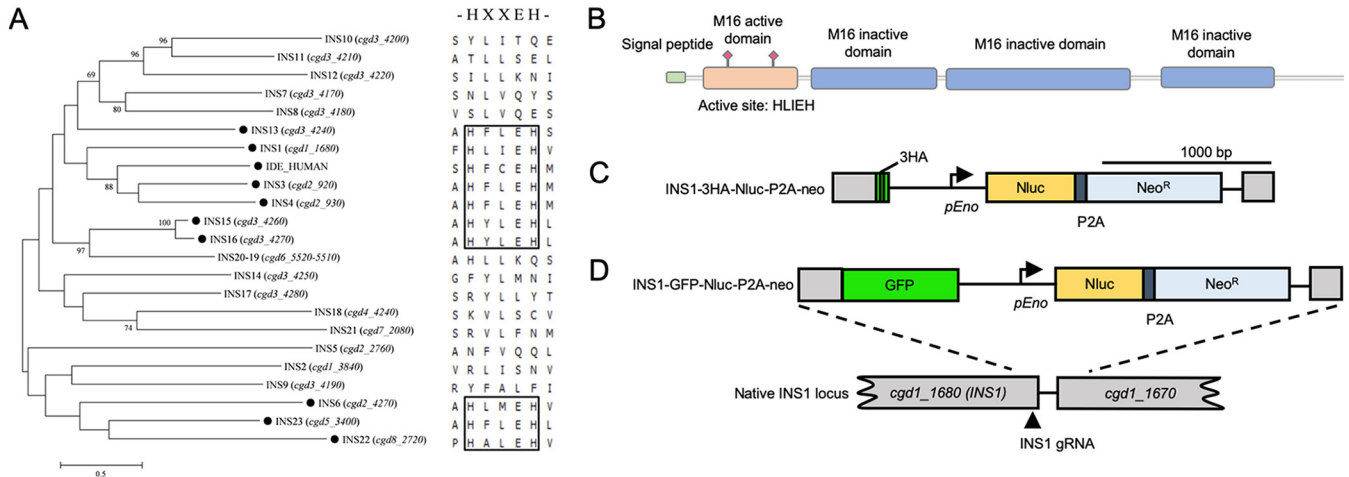 A
- H X X E H -
INS10 (cgd3_4200) S Y L I T Q E
INS11 (cgd3_4210) A T L L S E L
INS12 (cgd3_4220) S I L L K N I
INS7 (cgd3_4170) S N L V Q Y S
INS8 (cgd3_4180) V S L V Q E S
INS13 (cgd3_4240) A H F L E H S
INS1 (cgd1_1680) F H L I E H V
IDE_HUMAN S H F C E H M
INS3 (cgd2_920) A H F L E H M
INS4 (cgd2_930) A H F L E H M
INS15 (cgd3_4260) A H Y L E H L
INS16 (cgd3_4270) A H Y L E H L
INS20-19 (cgd6_5520-5510) A H L L K Q S
INS14 (cgd3_4250) G F Y L M N I
INS17 (cgd3_4280) S R Y L L Y T
INS18 (cgd4_4240) S K V L S C V
INS21 (cgd7_2080) S R V L F N M
INS5 (cgd2_2760) A N F V Q Q L
INS2 (cgd1_3840) V R L I S N V
INS9 (cgd3_4190) R Y F A L F I
INS6 (cgd2_4270) A H L M E H V
INS23 (cgd5_3400) A H F L E H L
INS22 (cgd8_2720) P H A L E H V
96
96
69
80
88
100
97
74
0.5
B
Signal peptide
M16 active
domain
M16 inactive
domain
M16 inactive domain
M16 inactive
domain
Active site: HLIEH
C
INS1-3HA-Nluc-P2A-neo
3HA
pEno
Nluc
P2A
NeoR
1000 bp
D
INS1-GFP-Nluc-P2A-neo
GFP
pEno
Nluc
P2A
NeoR
Native INS1 locus
cgd1_1680 (INS1)
cgd1_1670
INS1 gRNA